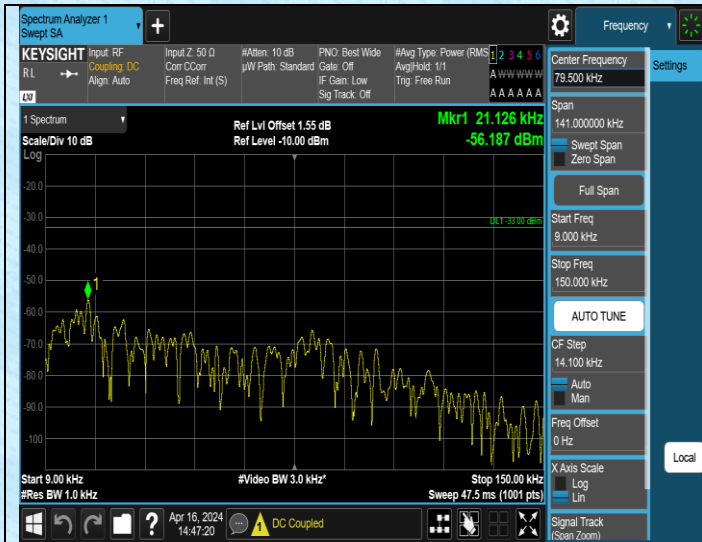 Spectrum Analyzer 1
Swept SA
Frequency
KEYSIGHT
RL
LXI
Input: RF
Coupling: DC
Align: Auto
Input Z: 50 Ω
Corr CCorr
Freq Ref: Int (S)
#Atten: 10 dB
µW Path: Standard
PNO: Best Wide
Gate: Off
IF Gain: Low
Sig Track: Off
#Avg Type: Power (RMS
Avg|Hold: 1/1
Trig: Free Run
1 2 3 4 5 6
A W W W W W
A A A A A A
1 Spectrum
Scale/Div 10 dB
Log
Ref Lvl Offset 1.55 dB
Ref Level -10.00 dBm
Mkr1 21.126 kHz
-56.187 dBm
-20.0
-30.0
-40.0
-50.0
-60.0
-70.0
-80.0
-90.0
-100
DL1 -33.00 dBm
1
Start 9.00 kHz
#Res BW 1.0 kHz
#Video BW 3.0 kHz*
Stop 150.00 kHz
Sweep 47.5 ms (1001 pts)
Apr 16, 2024
14:47:20
DC Coupled
Center Frequency
79.500 kHz
Span
141.000000 kHz
Swept Span
Zero Span
Full Span
Start Freq
9.000 kHz
Stop Freq
150.000 kHz
AUTO TUNE
CF Step
14.100 kHz
Auto
Man
Freq Offset
0 Hz
X Axis Scale
Log
Lin
Signal Track
(Span Zoom)
Settings
Local